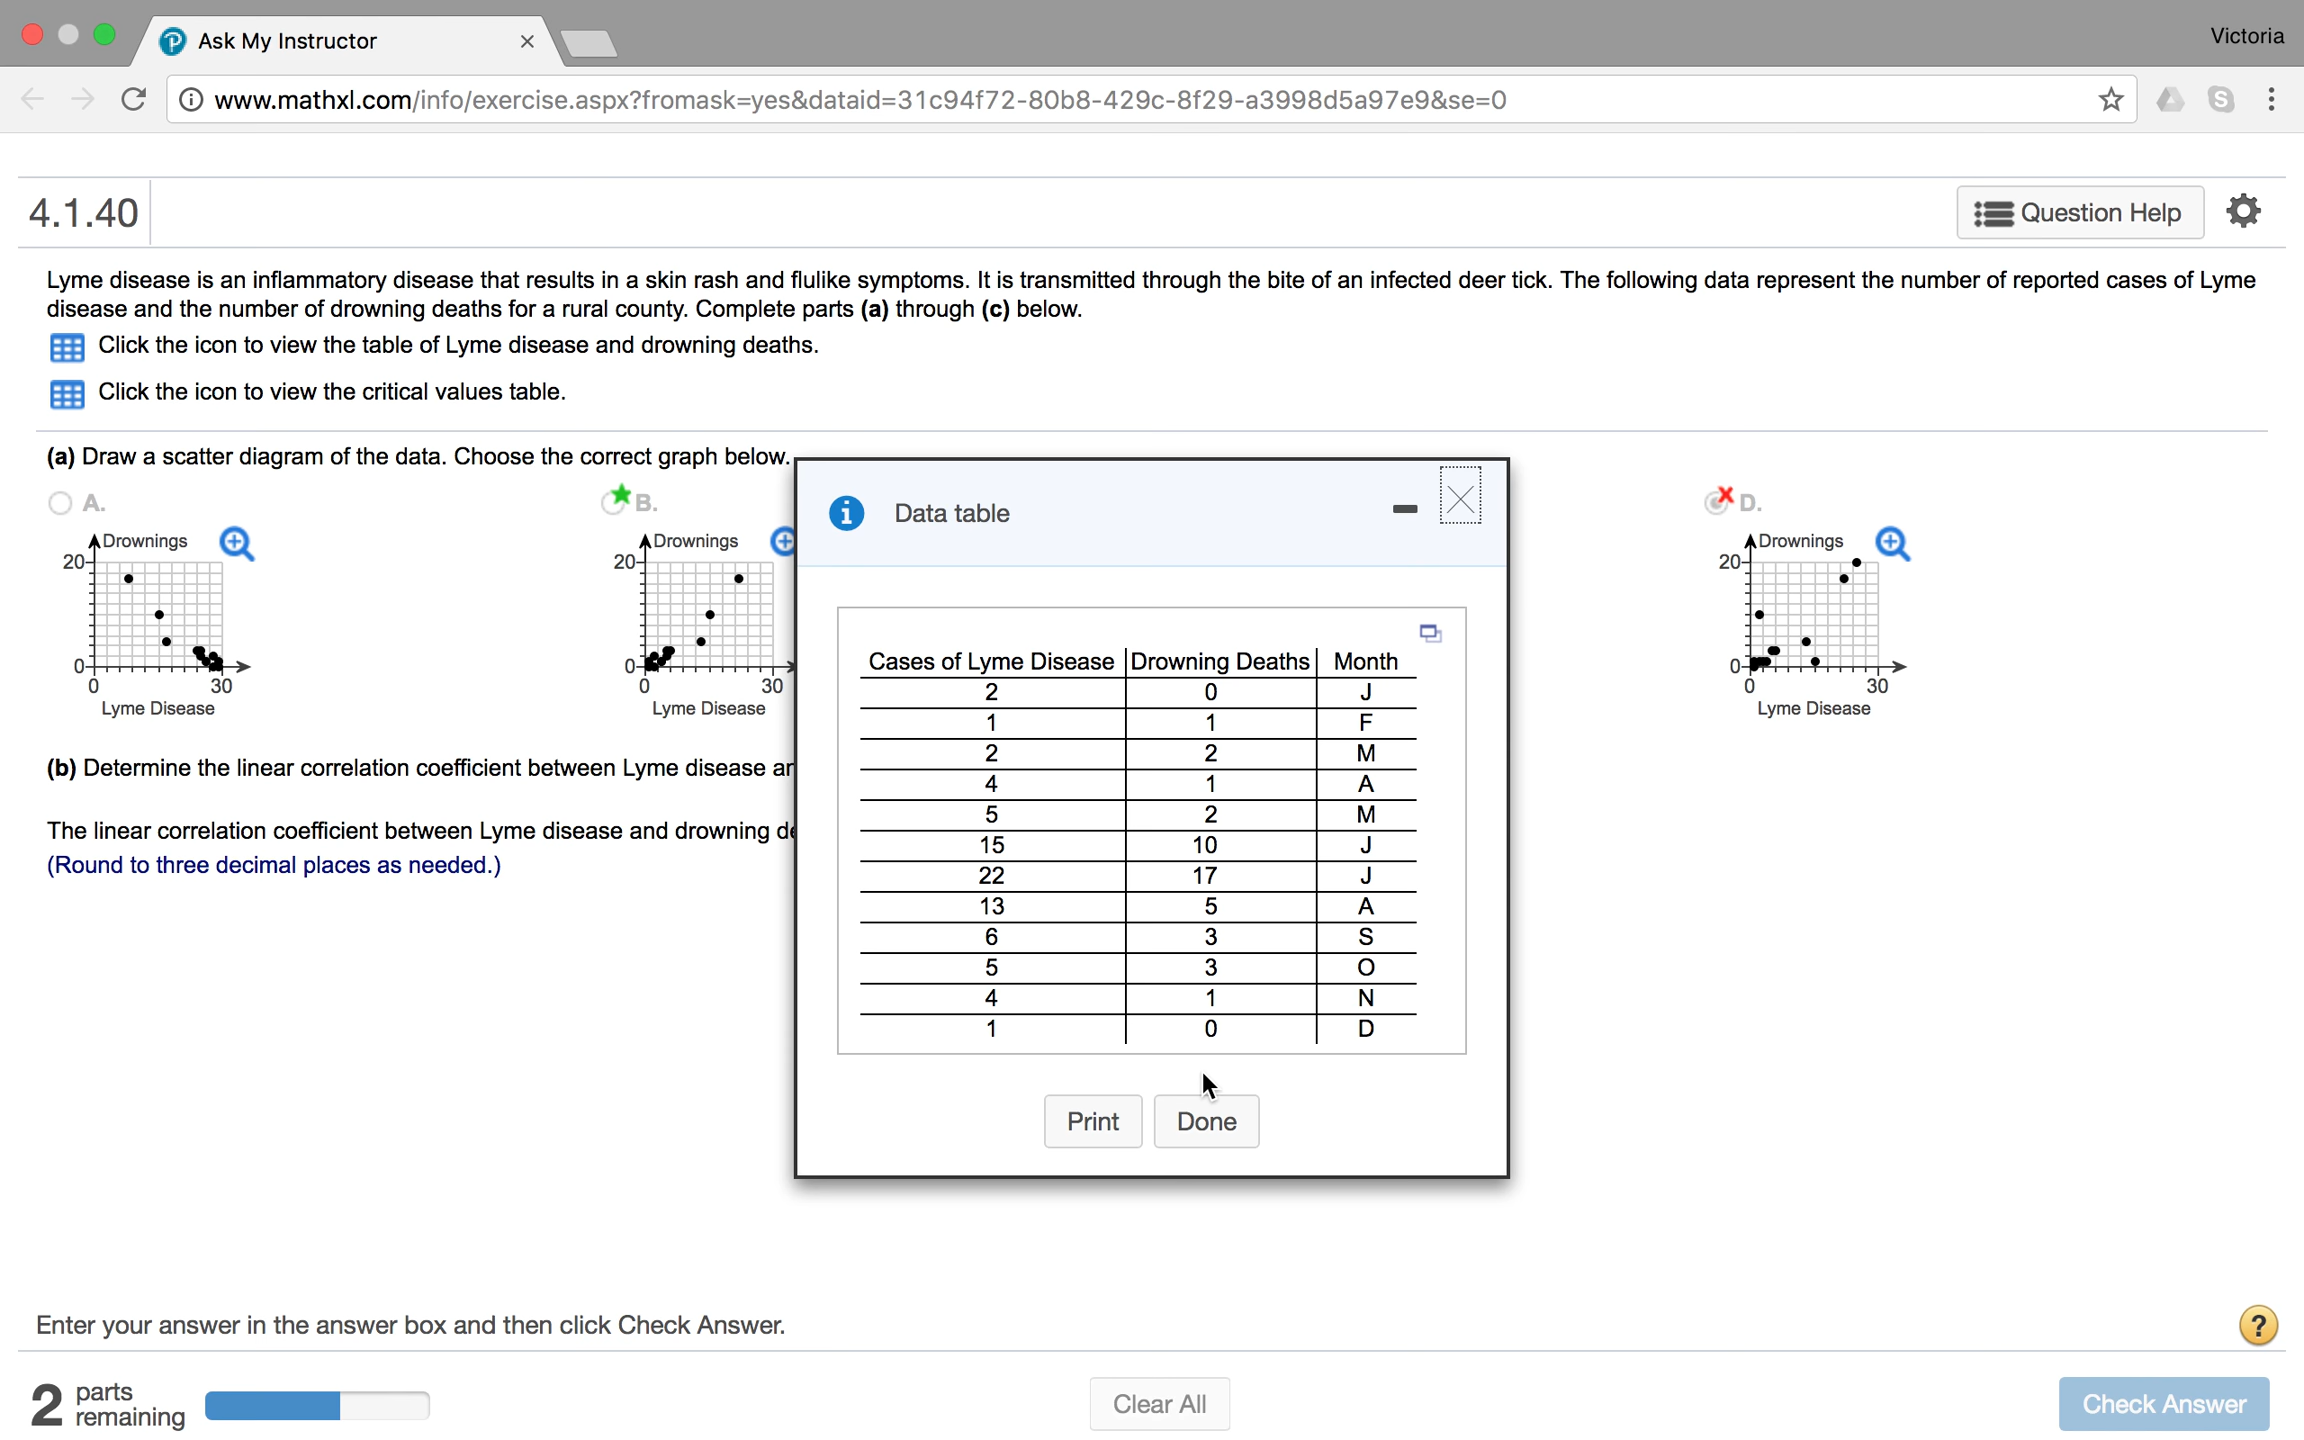 Ask My Instructor
Victoria
www.mathxl.com/info/exercise.aspx?fromask=yes&dataid=31c94f72-80b8-429c-8f29-a3998d5a97e9&se=0
4.1.40
Question Help
Lyme disease is an inflammatory disease that results in a skin rash and flulike symptoms. It is transmitted through the bite of an infected deer tick. The following data represent the number of reported cases of Lyme
disease and the number of drowning deaths for a rural county. Complete parts (a) through (c) below.
Click the icon to view the table of Lyme disease and drowning deaths.
Click the icon to view the critical values table.
(a) Draw a scatter diagram of the data. Choose the correct graph below.
A.
Drownings
20
0
0 30
Lyme Disease
B.
Drownings
20
0
0 30
Lyme Disease
D.
Drownings
20
0
0 30
Lyme Disease
(b) Determine the linear correlation coefficient between Lyme disease
The linear correlation coefficient between Lyme disease and drowning
(Round to three decimal places as needed.)
Data table
Cases of Lyme Disease Drowning Deaths Month
2 0 J
1 1 F
2 2 M
4 1 A
5 2 M
15 10 J
22 17 J
13 5 A
6 3 S
5 3 O
4 1 N
1 0 D
Print Done
Enter your answer in the answer box and then click Check Answer.
?
2 parts
remaining
Clear All
Check Answer